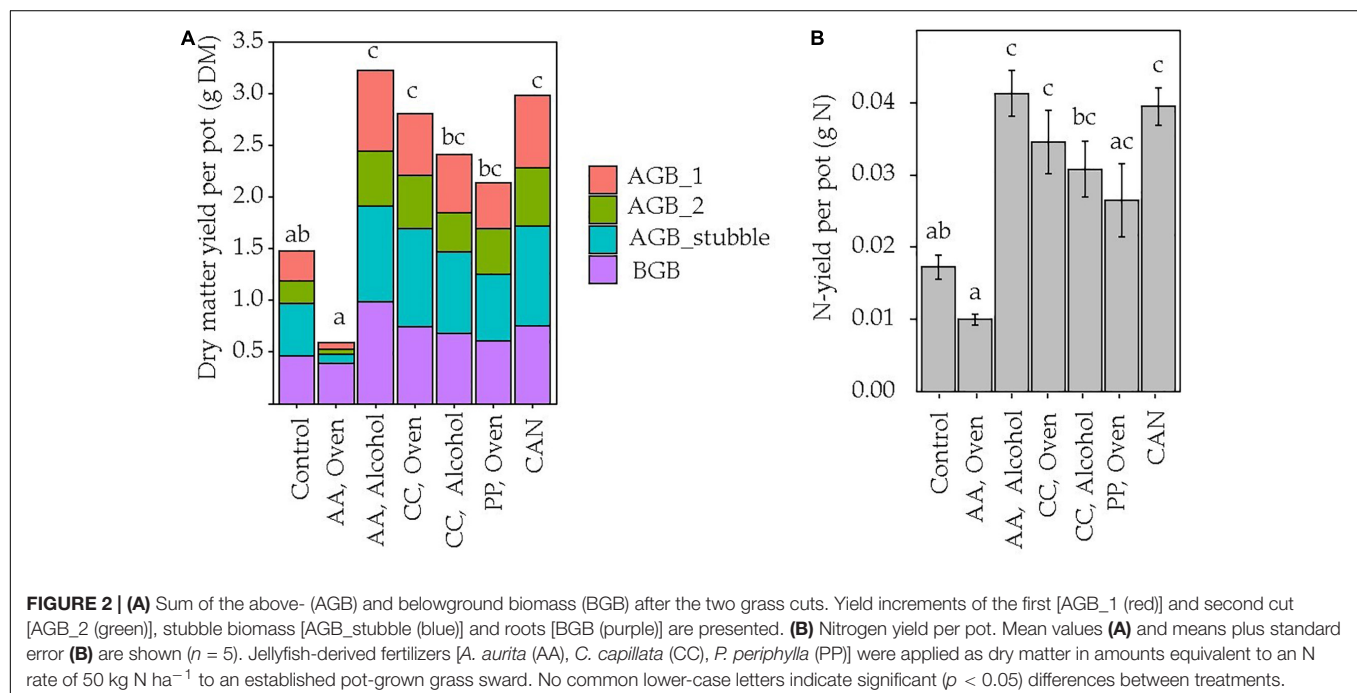 A
Dry matter yield per pot (g DM)
3.5
3.0
2.5
2.0
1.5
1.0
0.5
ab
a
c
c
bc
bc
c
Control
AA, Oven
AA, Alcohol
CC, Oven
CC, Alcohol
PP, Oven
CAN
AGB_1
AGB_2
AGB_stubble
BGB
B
N-yield per pot (g N)
0.04
0.03
0.02
0.01
0.00
ab
a
c
c
bc
ac
c
Control
AA, Oven
AA, Alcohol
CC, Oven
CC, Alcohol
PP, Oven
CAN
FIGURE 2 | (A) Sum of the above- (AGB) and belowground biomass (BGB) after the two grass cuts. Yield increments of the first [AGB_1 (red)] and second cut
[AGB_2 (green)], stubble biomass [AGB_stubble (blue)] and roots [BGB (purple)] are presented. (B) Nitrogen yield per pot. Mean values (A) and means plus standard
error (B) are shown (n = 5). Jellyfish-derived fertilizers [A. aurita (AA), C. capillata (CC), P. periphylla (PP)] were applied as dry matter in amounts equivalent to an N
rate of 50 kg N ha⁻¹ to an established pot-grown grass sward. No common lower-case letters indicate significant (p < 0.05) differences between treatments.